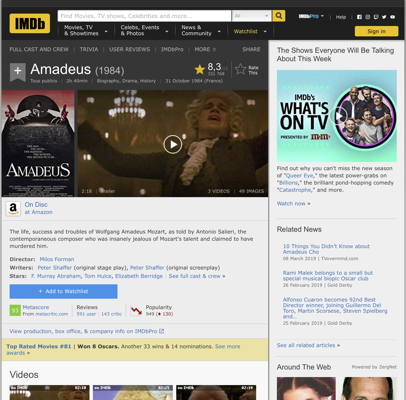 IMDb
Find Movies, TV shows, Celebrities and more...
All
IMDbPro
Help
Movies, TV
& Showtimes
Celebs, Events
& Photos
News &
Community
Watchlist
Sign in
FULL CAST AND CREW | TRIVIA | USER REVIEWS | IMDbPro | MORE
SHARE
Amadeus (1984)
8,3
Rate
This
Tous publics | 2h 40min | Biography, Drama, History | 31 October 1984 (France)
AMADEUS
2:18 | Trailer
3 VIDEOS | 49 IMAGES
On Disc
at Amazon
The life, success and troubles of Wolfgang Amadeus Mozart, as told by Antonio Salieri, the
contemporaneous composer who was insanely jealous of Mozart's talent and claimed to have
murdered him.
Director: Milos Forman
Writers: Peter Shaffer (original stage play), Peter Shaffer (original screenplay)
Stars: F. Murray Abraham, Tom Hulce, Elizabeth Berridge | See full cast & crew »
+ Add to Watchlist
Metascore
From metacritic.com
Reviews
591 user | 143 critic
Popularity
949 ( 130)
View production, box office, & company info on IMDbPro
Top Rated Movies #81 | Won 8 Oscars. Another 33 wins & 14 nominations. See more
awards »
Videos
The Shows Everyone Will Be Talking
About This Week
IMDb's
WHAT'S
ON TV
PRESENTED BY m&m's
Find out why you can't miss the new season
of "Queer Eye," the latest power-grabs on
"Billions," the brilliant pond-hopping comedy
"Catastrophe," and more.
Watch now »
Related News
10 Things You Didn't Know about
Amadeus Cho
08 March 2019 | TVovermind.com
Rami Malek belongs to a small but
special musical biopic Oscar club
26 February 2019 | Gold Derby
Alfonso Cuaron becomes 92nd Best
Director winner, following Guillermo del
Toro, Martin Scorsese, Steven Spielberg
and...
25 February 2019 | Gold Derby
See all related articles »
Around The Web
Powered by ZergNet